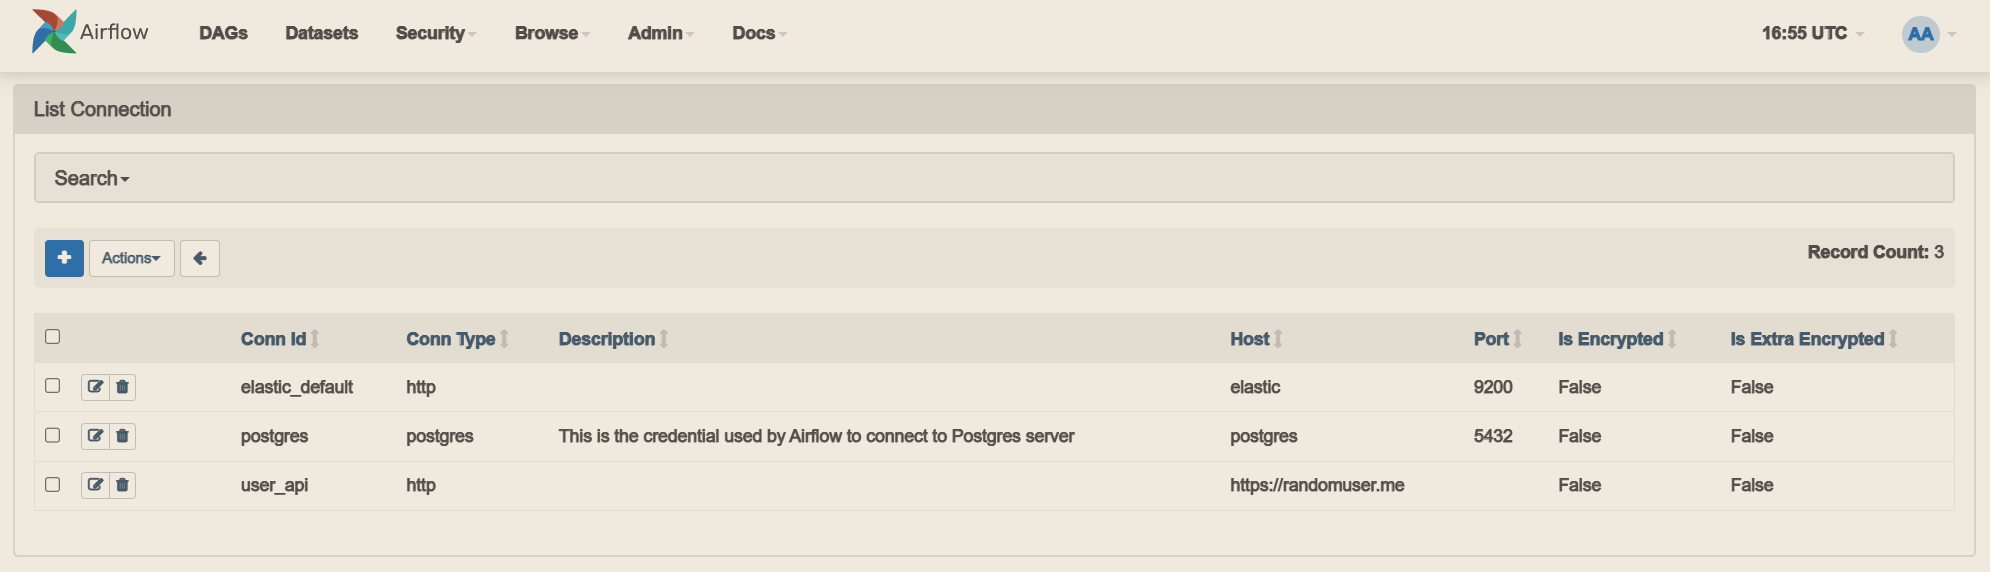 Airflow DAGs Datasets Security Browse Admin Docs 16:55 UTC AA
List Connection
Search
Actions Record Count: 3
Conn Id Conn Type Description Host Port Is Encrypted Is Extra Encrypted
elastic_default http elastic 9200 False False
postgres postgres This is the credential used by Airflow to connect to Postgres server postgres 5432 False False
user_api http https://randomuser.me False False